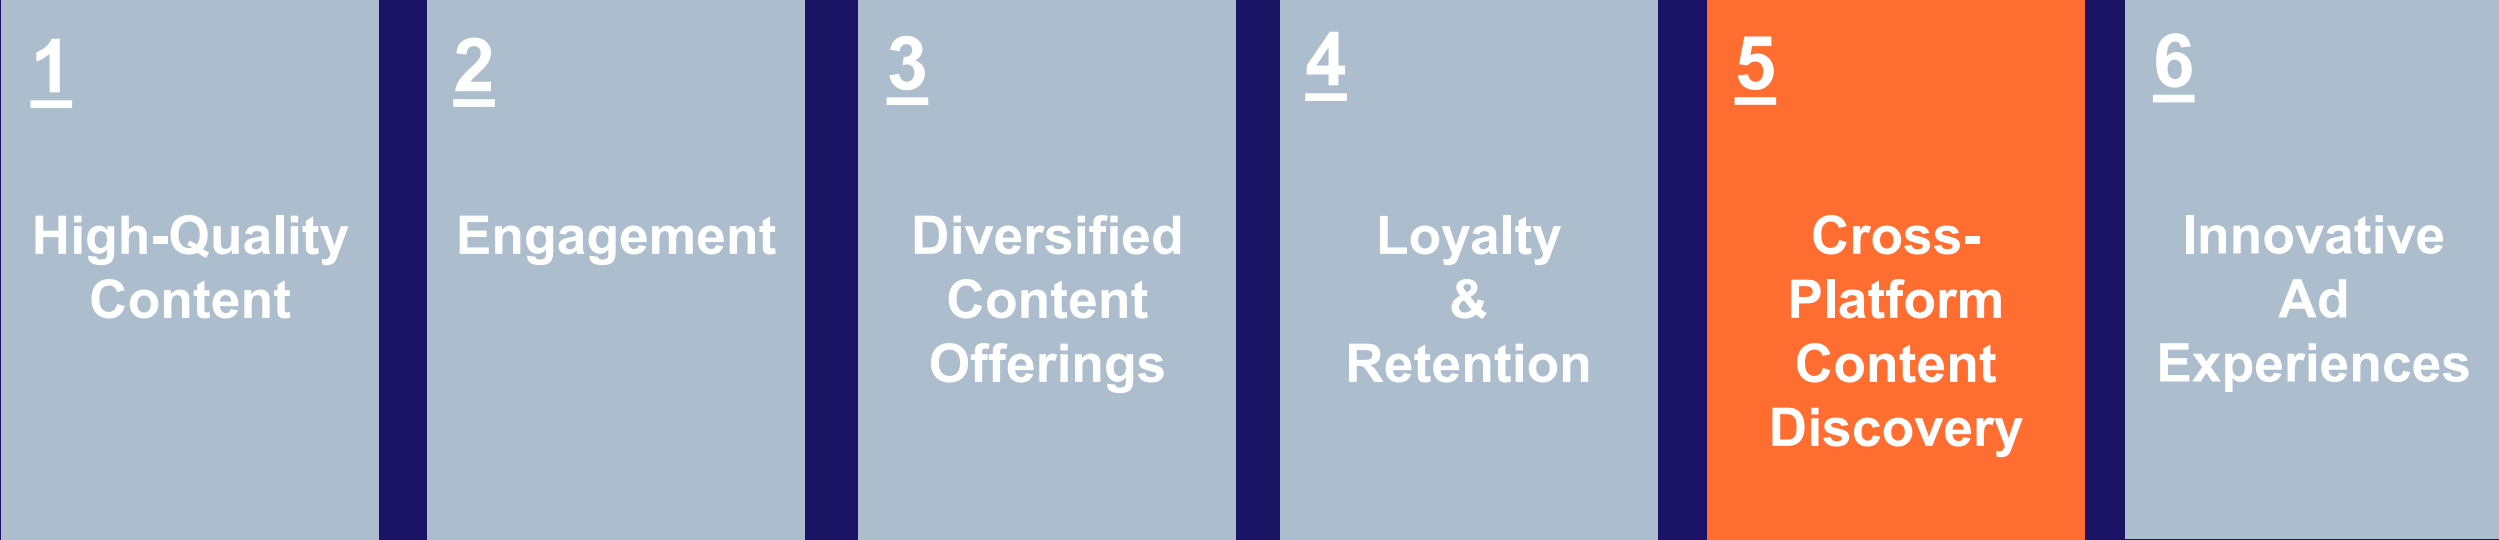 1
High-Quality
Content
2
Engagement
3
Diversified
Content
Offerings
4
Loyalty
&
Retention
5
Cross-
Platform
Content
Discovery
6
Innovative
Ad
Experiences